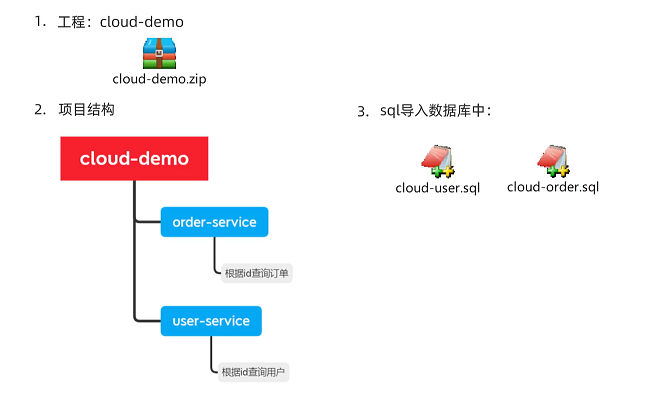 1. 工程：cloud-demo
cloud-demo.zip
2. 项目结构
cloud-demo
order-service
根据id查询订单
user-service
根据id查询用户
3. sql导入数据库中：
cloud-user.sql
cloud-order.sql